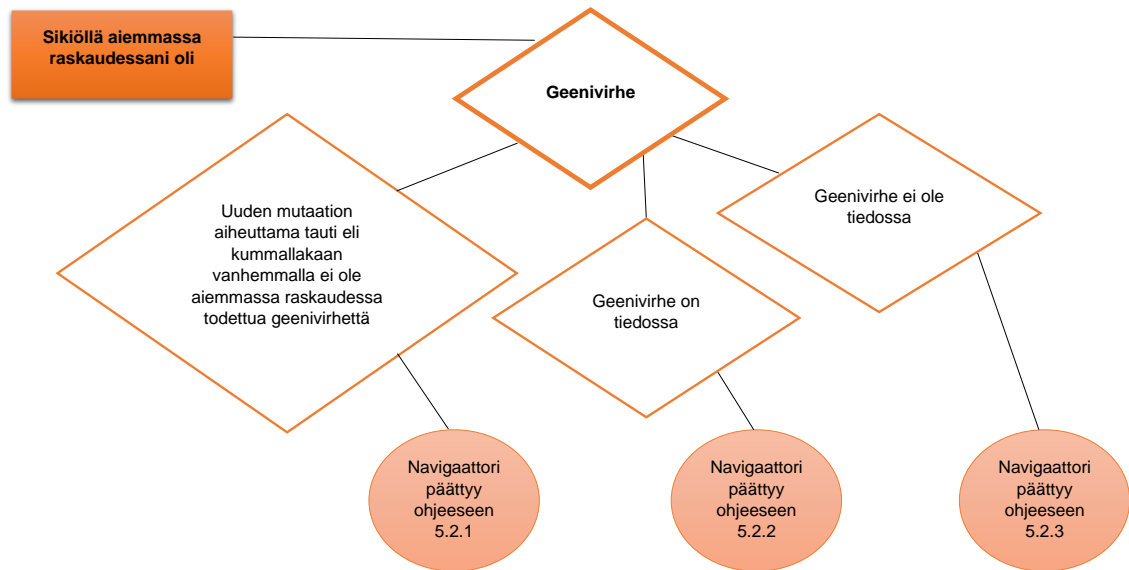 Sikiöllä aiemmassa
raskaudessani oli
Geenivirhe
Uuden mutaation
aiheuttama tauti eli
kummallakaan
vanhemmalla ei ole
aiemmassa raskaudessa
todettua geenivirhettä
Geenivirhe on
tiedossa
Geenivirhe ei ole
tiedossa
Navigaattori
päättyy
ohjeeseen
5.2.1
Navigaattori
päättyy
ohjeeseen
5.2.2
Navigaattori
päättyy
ohjeeseen
5.2.3